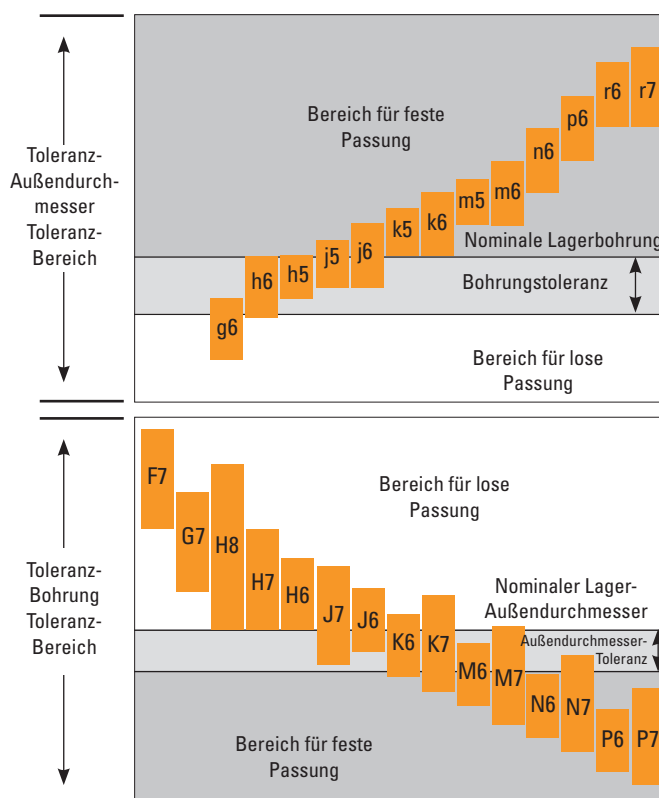 Toleranz-
Außendurch-
messer
Toleranz-
Bereich
Bereich für feste
Passung
r6
r7
p6
n6
m6
m5
k6
k5
j6
j5
h5
h6
g6
Nominale Lagerbohrung
Bohrungstoleranz
Bereich für lose
Passung
Toleranz-
Bohrung
Toleranz-
Bereich
F7
G7
H8
H7
H6
J7
J6
K6
K7
M6
M7
N6
N7
P6
P7
Bereich für lose
Passung
Nominaler Lager-
Außendurchmesser
Außendurchmesser-
Toleranz
Bereich für feste
Passung